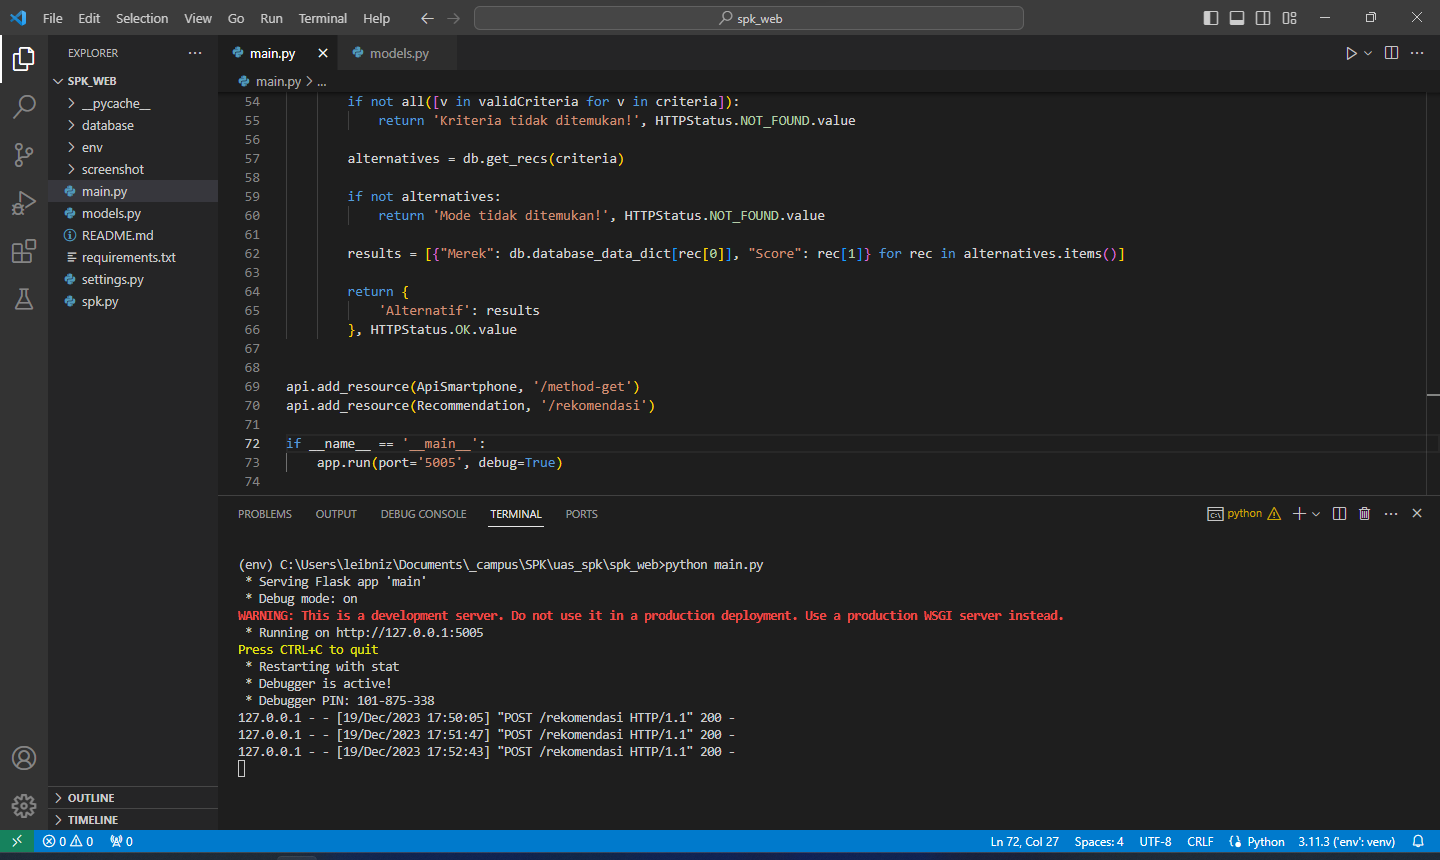 File Edit Selection View Go Run Terminal Help
spk_web
EXPLORER
SPK_WEB
__pycache__
database
env
screenshot
main.py
models.py
README.md
requirements.txt
settings.py
spk.py
OUTLINE
TIMELINE
main.py models.py
main.py > ...
54 if not all([v in validCriteria for v in criteria]):
55 return 'Kriteria tidak ditemukan!', HTTPStatus.NOT_FOUND.value
56
57 alternatives = db.get_recs(criteria)
58
59 if not alternatives:
60 return 'Mode tidak ditemukan!', HTTPStatus.NOT_FOUND.value
61
62 results = [{"Merek": db.database_data_dict[rec[0]], "Score": rec[1]} for rec in alternatives.items()]
63
64 return {
65 'Alternatif': results
66 }, HTTPStatus.OK.value
67
68
69 api.add_resource(ApiSmartphone, '/method-get')
70 api.add_resource(Recommendation, '/rekomendasi')
71
72 if __name__ == '__main__':
73 app.run(port='5005', debug=True)
74
PROBLEMS OUTPUT DEBUG CONSOLE TERMINAL PORTS
python
(env) C:\Users\leibniz\Documents\_campus\SPK\uas_spk\spk_web>python main.py
* Serving Flask app 'main'
* Debug mode: on
WARNING: This is a development server. Do not use it in a production deployment. Use a production WSGI server instead.
* Running on http://127.0.0.1:5005
Press CTRL+C to quit
* Restarting with stat
* Debugger is active!
* Debugger PIN: 101-875-338
127.0.0.1 - - [19/Dec/2023 17:50:05] "POST /rekomendasi HTTP/1.1" 200 -
127.0.0.1 - - [19/Dec/2023 17:51:47] "POST /rekomendasi HTTP/1.1" 200 -
127.0.0.1 - - [19/Dec/2023 17:52:43] "POST /rekomendasi HTTP/1.1" 200 -
0 0 0 Ln 72, Col 27 Spaces: 4 UTF-8 CRLF Python 3.11.3 ('env': venv)